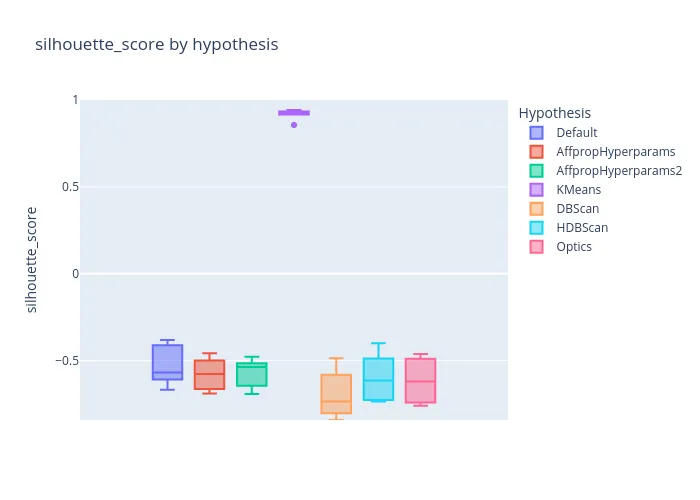 silhouette_score by hypothesis
1
0.5
0
−0.5
silhouette_score
Hypothesis
Default
AffpropHyperparams
AffpropHyperparams2
KMeans
DBScan
HDBScan
Optics